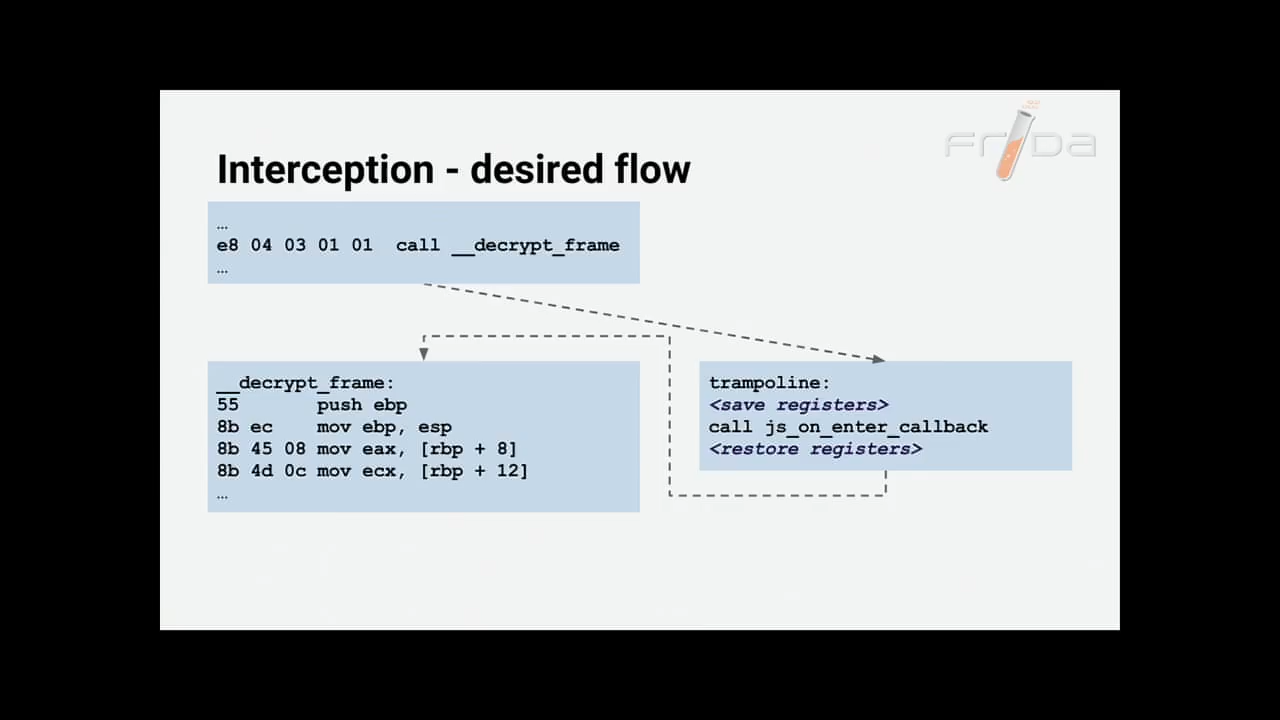 FRIDA
Interception - desired flow
…
e8 04 03 01 01 call __decrypt_frame
…
__decrypt_frame:
55 push ebp
8b ec mov ebp, esp
8b 45 08 mov eax, [rbp + 8]
8b 4d 0c mov ecx, [rbp + 12]
…
trampoline:
<save registers>
call js_on_enter_callback
<restore registers>